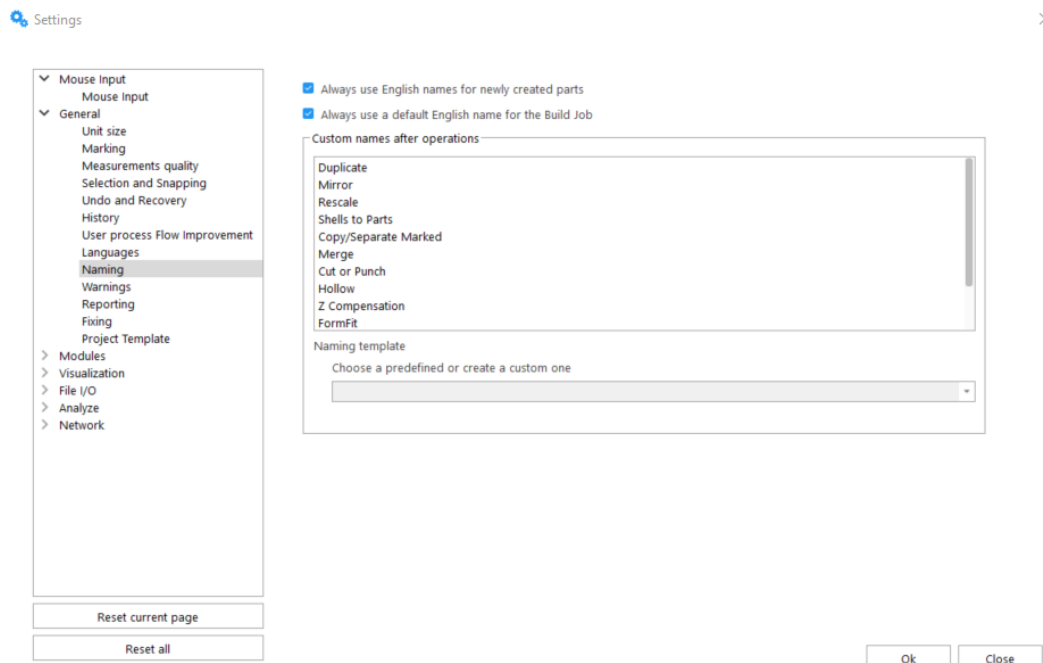 Settings
Mouse Input
Mouse Input
General
Unit size
Marking
Measurements quality
Selection and Snapping
Undo and Recovery
History
User process Flow Improvement
Languages
Naming
Warnings
Reporting
Fixing
Project Template
Modules
Visualization
File I/O
Analyze
Network
Reset current page
Reset all
Always use English names for newly created parts
Always use a default English name for the Build Job
Custom names after operations
Duplicate
Mirror
Rescale
Shells to Parts
Copy/Separate Marked
Merge
Cut or Punch
Hollow
Z Compensation
FormFit
Naming template
Choose a predefined or create a custom one
Ok
Close